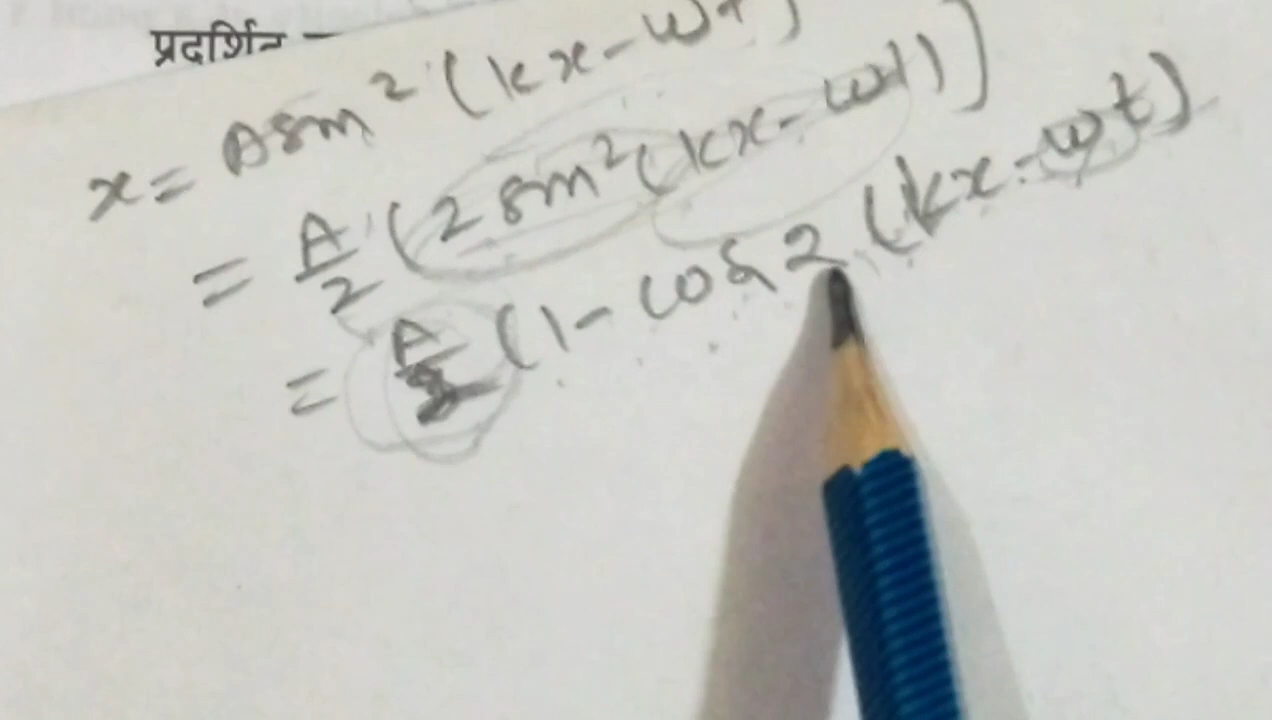 प्रदर्शित –
x = A sin² (kx - ωt)
= A/2 (2 sin² (kx - ωt))
= A/2 (1 - cos 2 (kx - ωt)